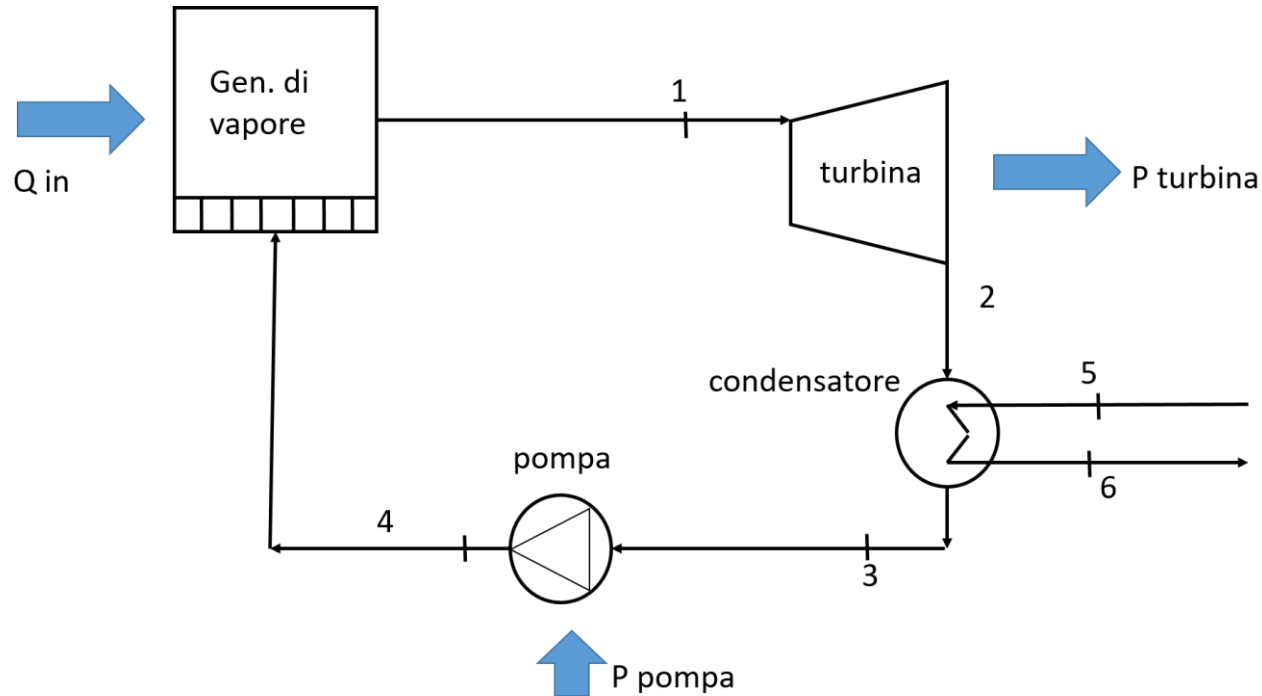 Gen. di
vapore
Q in
1
turbina
P turbina
2
condensatore
5
6
pompa
4
3
P pompa